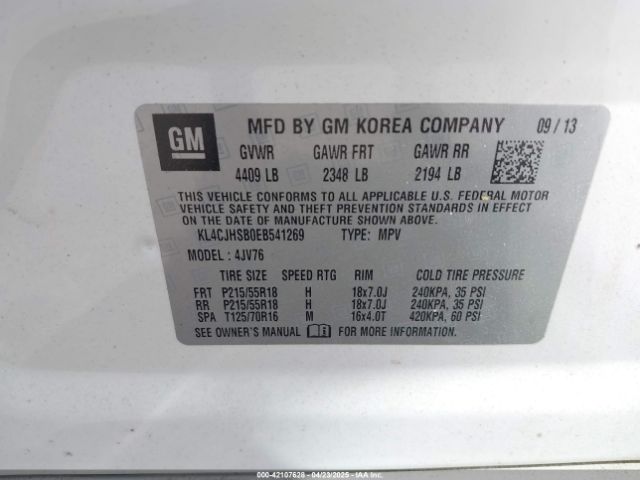 GM
MFD BY GM KOREA COMPANY 09 / 13
GVWR GAWR FRT GAWR RR
4409 LB 2348 LB 2194 LB
THIS VEHICLE CONFORMS TO ALL APPLICABLE U.S. FEDERAL MOTOR
VEHICLE SAFETY AND THEFT PREVENTION STANDARDS IN EFFECT
ON THE DATE OF MANUFACTURE SHOWN ABOVE.
KL4CJHSB0EB541269 TYPE: MPV
MODEL : 4JV76
TIRE SIZE SPEED RTG RIM COLD TIRE PRESSURE
FRT P215/55R18 H 18x7.0J 240KPA, 35 PSI
RR P215/55R18 H 18x7.0J 240KPA, 35 PSI
SPA T125/70R16 M 16x4.0T 420KPA, 60 PSI
SEE OWNER'S MANUAL FOR MORE INFORMATION.
000-42107628 - 04/23/2025 - IAAI.com